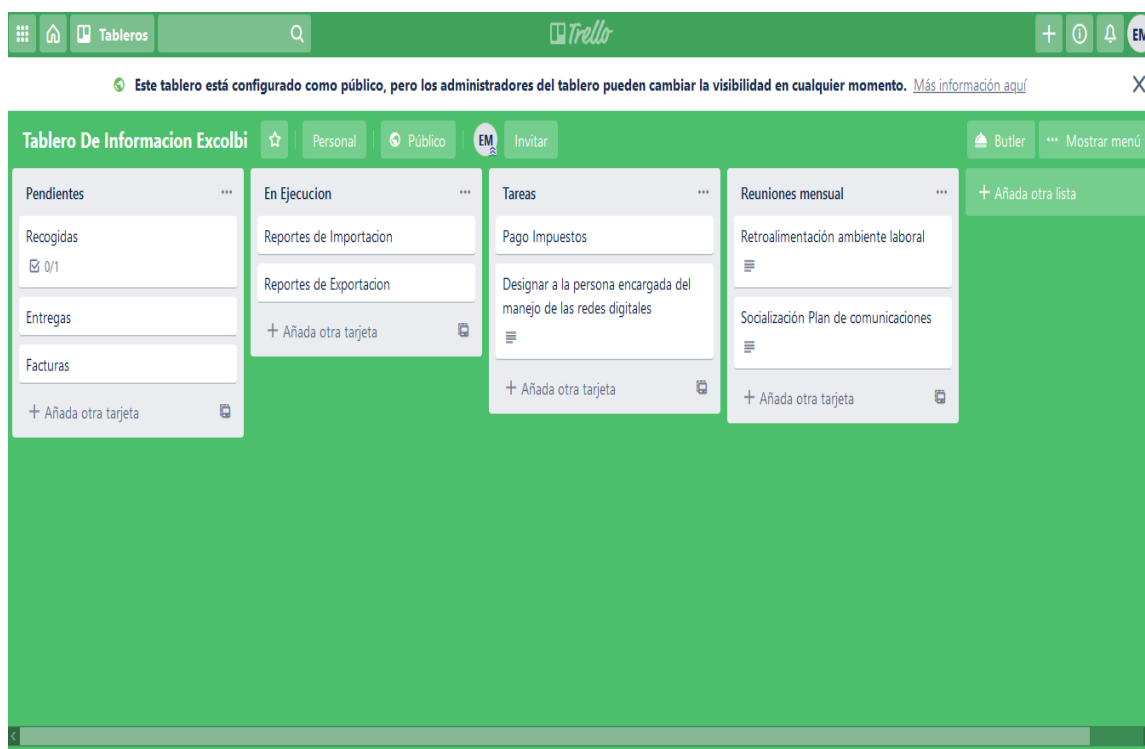 Tableros
Trello
EM
Este tablero está configurado como público, pero los administradores del tablero pueden cambiar la visibilidad en cualquier momento. Más información aquí
Tablero De Informacion Excolbi
Personal
Público
EM
Invitar
Butler
Mostrar menú
Pendientes
Recogidas
0/1
Entregas
Facturas
Añada otra tarjeta
En Ejecucion
Reportes de Importacion
Reportes de Exportacion
Añada otra tarjeta
Tareas
Pago Impuestos
Designar a la persona encargada del
manejo de las redes digitales
Añada otra tarjeta
Reuniones mensual
Retroalimentación ambiente laboral
Socialización Plan de comunicaciones
Añada otra tarjeta
Añada otra lista